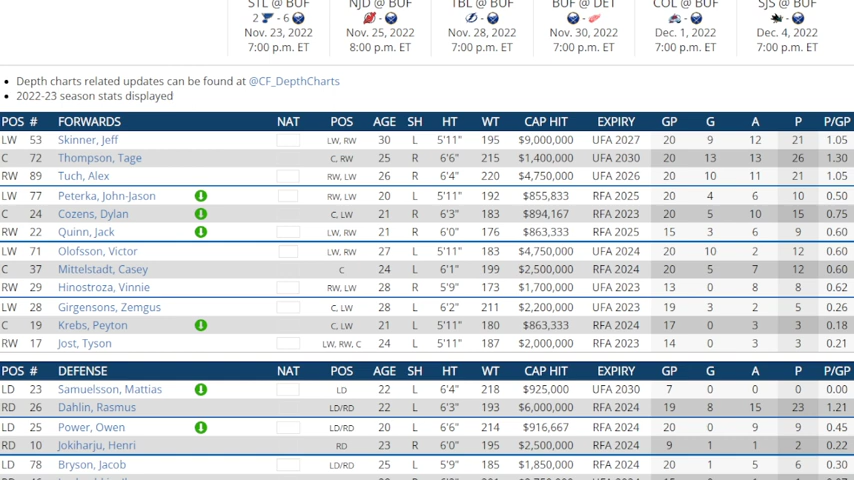 STL @ BUF NJD @ BUF TBL @ BUF BUF @ DET COL @ BUF SJS @ BUF
2 - 6 - - - - -
Nov. 23, 2022 Nov. 25, 2022 Nov. 28, 2022 Nov. 30, 2022 Dec. 1, 2022 Dec. 4, 2022
7:00 p.m. ET 8:00 p.m. ET 7:00 p.m. ET 7:00 p.m. ET 7:00 p.m. ET 7:00 p.m. ET
• Depth charts related updates can be found at @CF_DepthCharts
• 2022-23 season stats displayed
POS # FORWARDS NAT POS AGE SH HT WT CAP HIT EXPIRY GP G A P P/GP
LW 53 Skinner, Jeff LW, RW 30 L 5'11" 195 $9,000,000 UFA 2027 20 9 12 21 1.05
C 72 Thompson, Tage C, RW 25 R 6'6" 215 $1,400,000 UFA 2030 20 13 13 26 1.30
RW 89 Tuch, Alex RW, LW 26 R 6'4" 220 $4,750,000 UFA 2026 20 10 11 21 1.05
LW 77 Peterka, John-Jason LW, RW 20 L 5'11" 192 $855,833 RFA 2025 20 4 6 10 0.50
C 24 Cozens, Dylan C, LW 21 R 6'3" 183 $894,167 RFA 2023 20 5 10 15 0.75
RW 22 Quinn, Jack LW, RW 21 R 6'0" 176 $863,333 RFA 2025 15 3 6 9 0.60
LW 71 Olofsson, Victor LW, RW 27 L 5'11" 183 $4,750,000 UFA 2024 20 10 2 12 0.60
C 37 Mittelstadt, Casey C 24 L 6'1" 199 $2,500,000 RFA 2024 20 5 7 12 0.60
RW 29 Hinostroza, Vinnie RW, LW 28 R 5'9" 173 $1,700,000 UFA 2023 13 0 8 8 0.62
LW 28 Girgensons, Zemgus C, LW 28 L 6'2" 211 $2,200,000 UFA 2023 19 3 2 5 0.26
C 19 Krebs, Peyton C, LW 21 L 5'11" 180 $863,333 RFA 2024 17 0 3 3 0.18
RW 17 Jost, Tyson LW, RW, C 24 L 5'11" 187 $2,000,000 RFA 2023 14 0 3 3 0.21
POS # DEFENSE NAT POS AGE SH HT WT CAP HIT EXPIRY GP G A P P/GP
LD 23 Samuelsson, Mattias LD 22 L 6'4" 218 $925,000 UFA 2030 7 0 0 0 0.00
RD 26 Dahlin, Rasmus LD/RD 22 L 6'3" 193 $6,000,000 RFA 2024 19 8 15 23 1.21
LD 25 Power, Owen LD/RD 20 L 6'6" 214 $916,667 RFA 2024 20 0 9 9 0.45
RD 10 Jokiharju, Henri RD 23 R 6'0" 195 $2,500,000 RFA 2024 9 1 1 2 0.22
LD 78 Bryson, Jacob LD/RD 25 L 5'9" 185 $1,850,000 RFA 2024 20 1 5 6 0.30